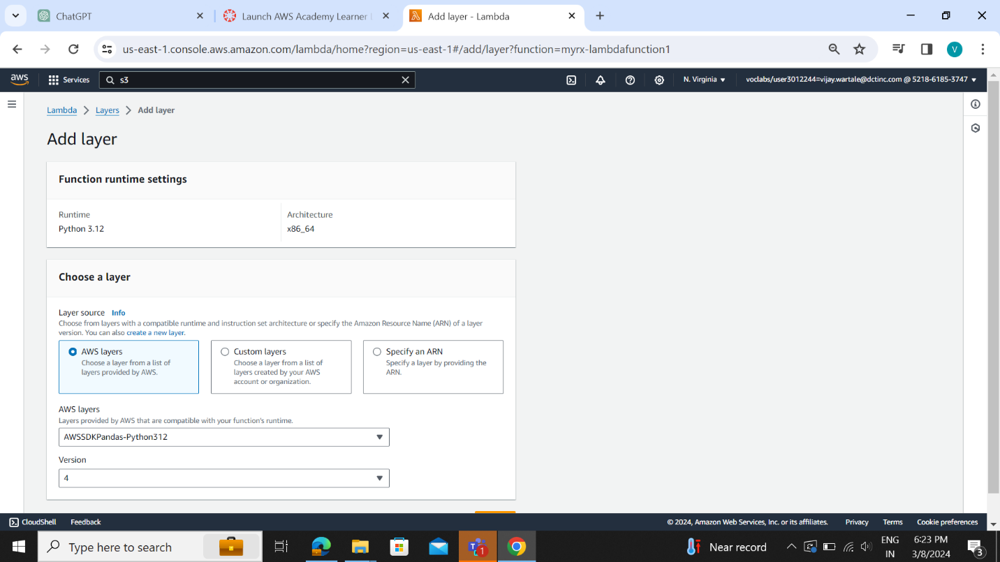 ChatGPT
Launch AWS Academy Learner
Add layer - Lambda
us-east-1.console.aws.amazon.com/lambda/home?region=us-east-1#/add/layer?function=myrx-lambdafunction1
V
aws
Services
s3
N. Virginia
voclabs/user3012244=vijay.wartale@dctinc.com @ 5218-6185-3747
Lambda > Layers > Add layer
Add layer
Function runtime settings
Runtime
Python 3.12
Architecture
x86_64
Choose a layer
Layer source Info
Choose from layers with a compatible runtime and instruction set architecture or specify the Amazon Resource Name (ARN) of a layer
version. You can also create a new layer.
AWS layers
Choose a layer from a list of
layers provided by AWS.
Custom layers
Choose a layer from a list of
layers created by your AWS
account or organization.
Specify an ARN
Specify a layer by providing the
ARN.
AWS layers
Layers provided by AWS that are compatible with your function's runtime.
AWSSDKPandas-Python312
Version
4
CloudShell
Feedback
© 2024, Amazon Web Services, Inc. or its affiliates.
Privacy
Terms
Cookie preferences
Type here to search
1
Near record
ENG
IN
6:23 PM
3/8/2024
3